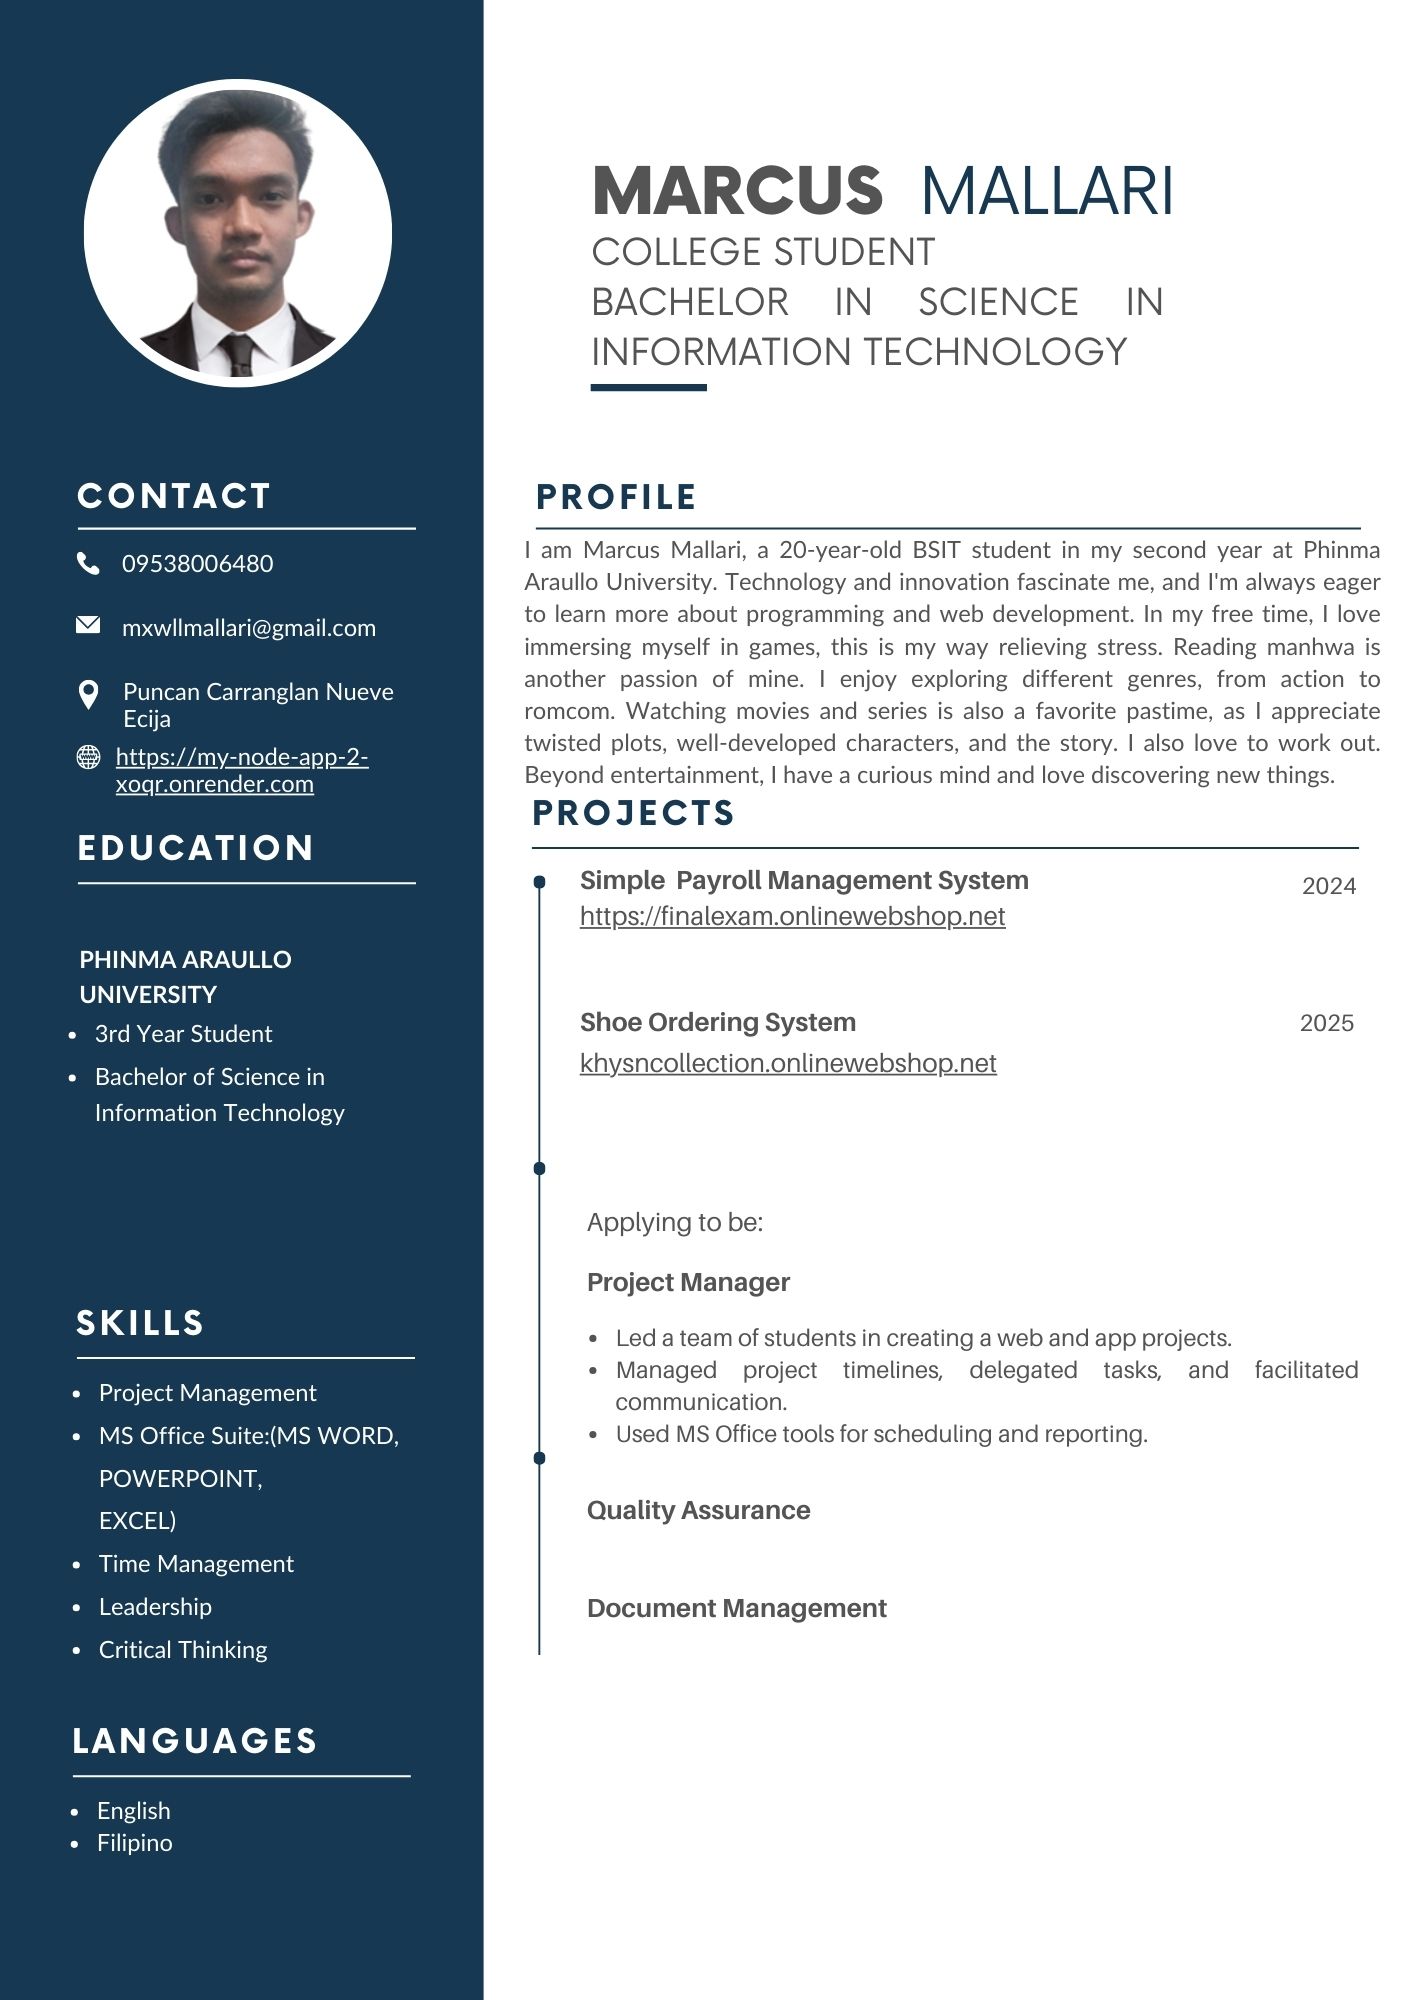 MARCUS MALLARI
COLLEGE STUDENT
BACHELOR IN SCIENCE IN
INFORMATION TECHNOLOGY
CONTACT
09538006480
mxwllmallari@gmail.com
Puncan Carranglan Nueve
Ecija
https://my-node-app-2-
xoqr.onrender.com
EDUCATION
PHINMA ARAULLO
UNIVERSITY
• 3rd Year Student
• Bachelor of Science in
Information Technology
SKILLS
• Project Management
• MS Office Suite:(MS WORD,
POWERPOINT,
EXCEL)
• Time Management
• Leadership
• Critical Thinking
LANGUAGES
• English
• Filipino
PROFILE
I am Marcus Mallari, a 20-year-old BSIT student in my second year at Phinma
Araullo University. Technology and innovation fascinate me, and I'm always eager
to learn more about programming and web development. In my free time, I love
immersing myself in games, this is my way relieving stress. Reading manhwa is
another passion of mine. I enjoy exploring different genres, from action to
romcom. Watching movies and series is also a favorite pastime, as I appreciate
twisted plots, well-developed characters, and the story. I also love to work out.
Beyond entertainment, I have a curious mind and love discovering new things.
PROJECTS
Simple Payroll Management System 2024
https://finalexam.onlinewebshop.net
Shoe Ordering System 2025
khysncollection.onlinewebshop.net
Applying to be:
Project Manager
• Led a team of students in creating a web and app projects.
• Managed project timelines, delegated tasks, and facilitated
communication.
• Used MS Office tools for scheduling and reporting.
Quality Assurance
Document Management